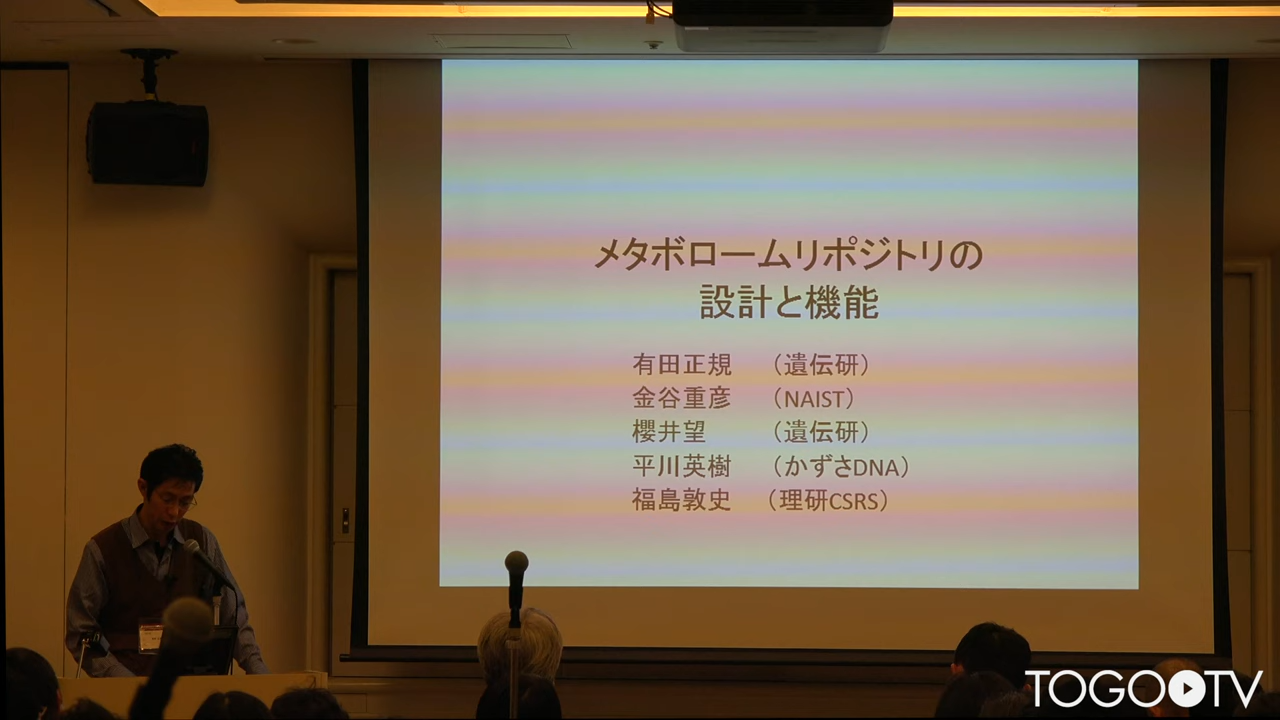 メタボロームリポジトリの
設計と機能
有田正規 （遺伝研）
金谷重彦 （NAIST）
櫻井望 （遺伝研）
平川英樹 （かずさDNA）
福島敦史 （理研CSRS）
TOGOTV